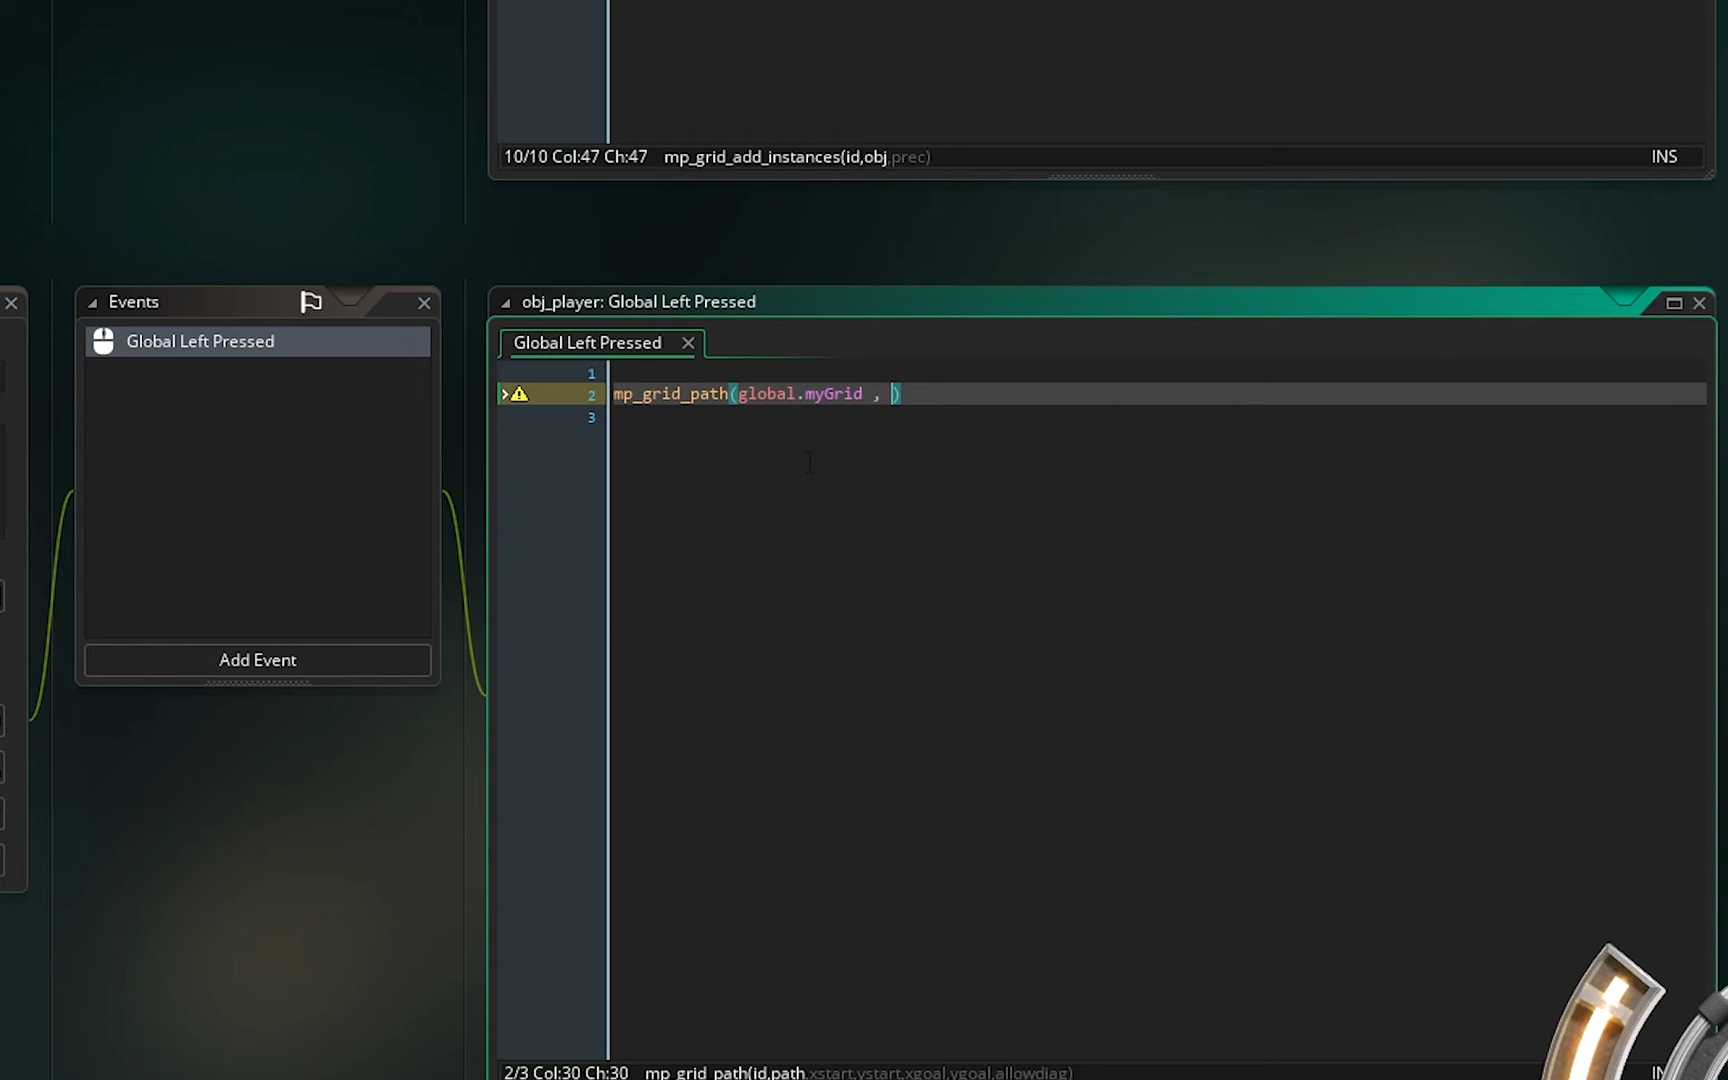 10/10 Col:47 Ch:47 mp_grid_add_instances(id,obj,prec) INS
Events
Global Left Pressed
Add Event
obj_player: Global Left Pressed
Global Left Pressed
1
2 mp_grid_path(global.myGrid , )
3
2/3 Col:30 Ch:30 mp_grid_path(id,path,xstart,ystart,xgoal,ygoal,allowdiag)